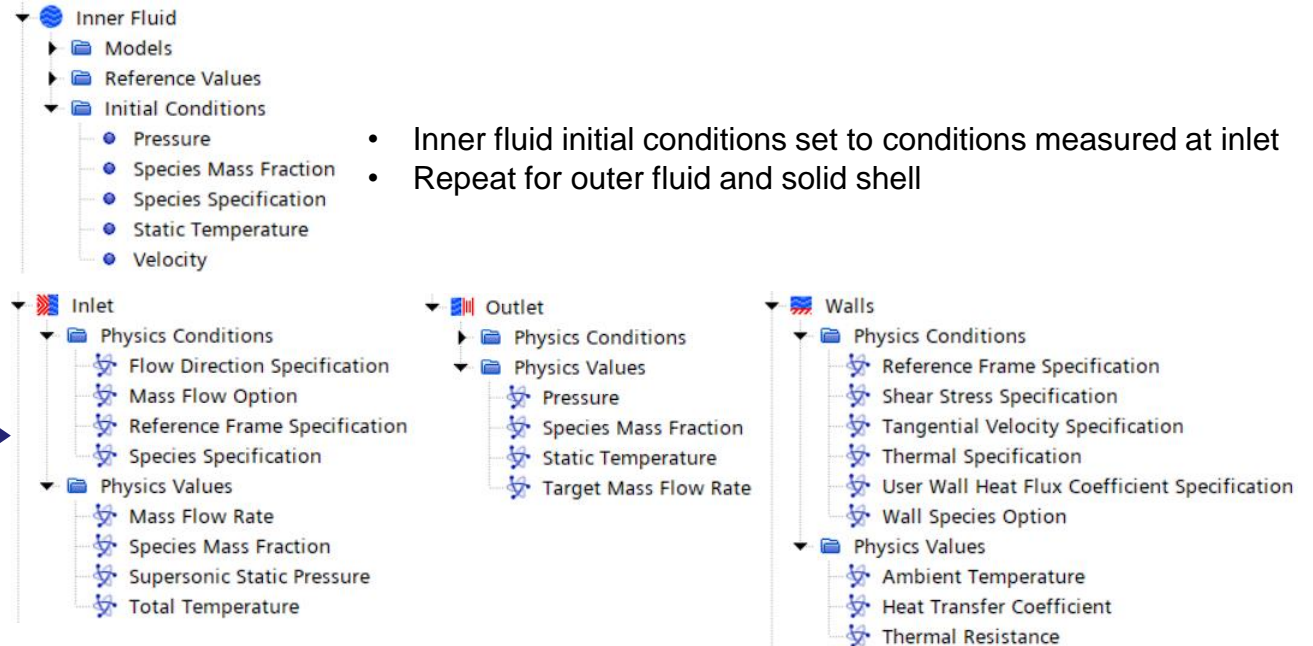 Inner Fluid
Models
Reference Values
Initial Conditions
Pressure
Species Mass Fraction
Species Specification
Static Temperature
Velocity
• Inner fluid initial conditions set to conditions measured at inlet
• Repeat for outer fluid and solid shell
Inlet
Physics Conditions
Flow Direction Specification
Mass Flow Option
Reference Frame Specification
Species Specification
Physics Values
Mass Flow Rate
Species Mass Fraction
Supersonic Static Pressure
Total Temperature
Outlet
Physics Conditions
Physics Values
Pressure
Species Mass Fraction
Static Temperature
Target Mass Flow Rate
Walls
Physics Conditions
Reference Frame Specification
Shear Stress Specification
Tangential Velocity Specification
Thermal Specification
User Wall Heat Flux Coefficient Specification
Wall Species Option
Physics Values
Ambient Temperature
Heat Transfer Coefficient
Thermal Resistance